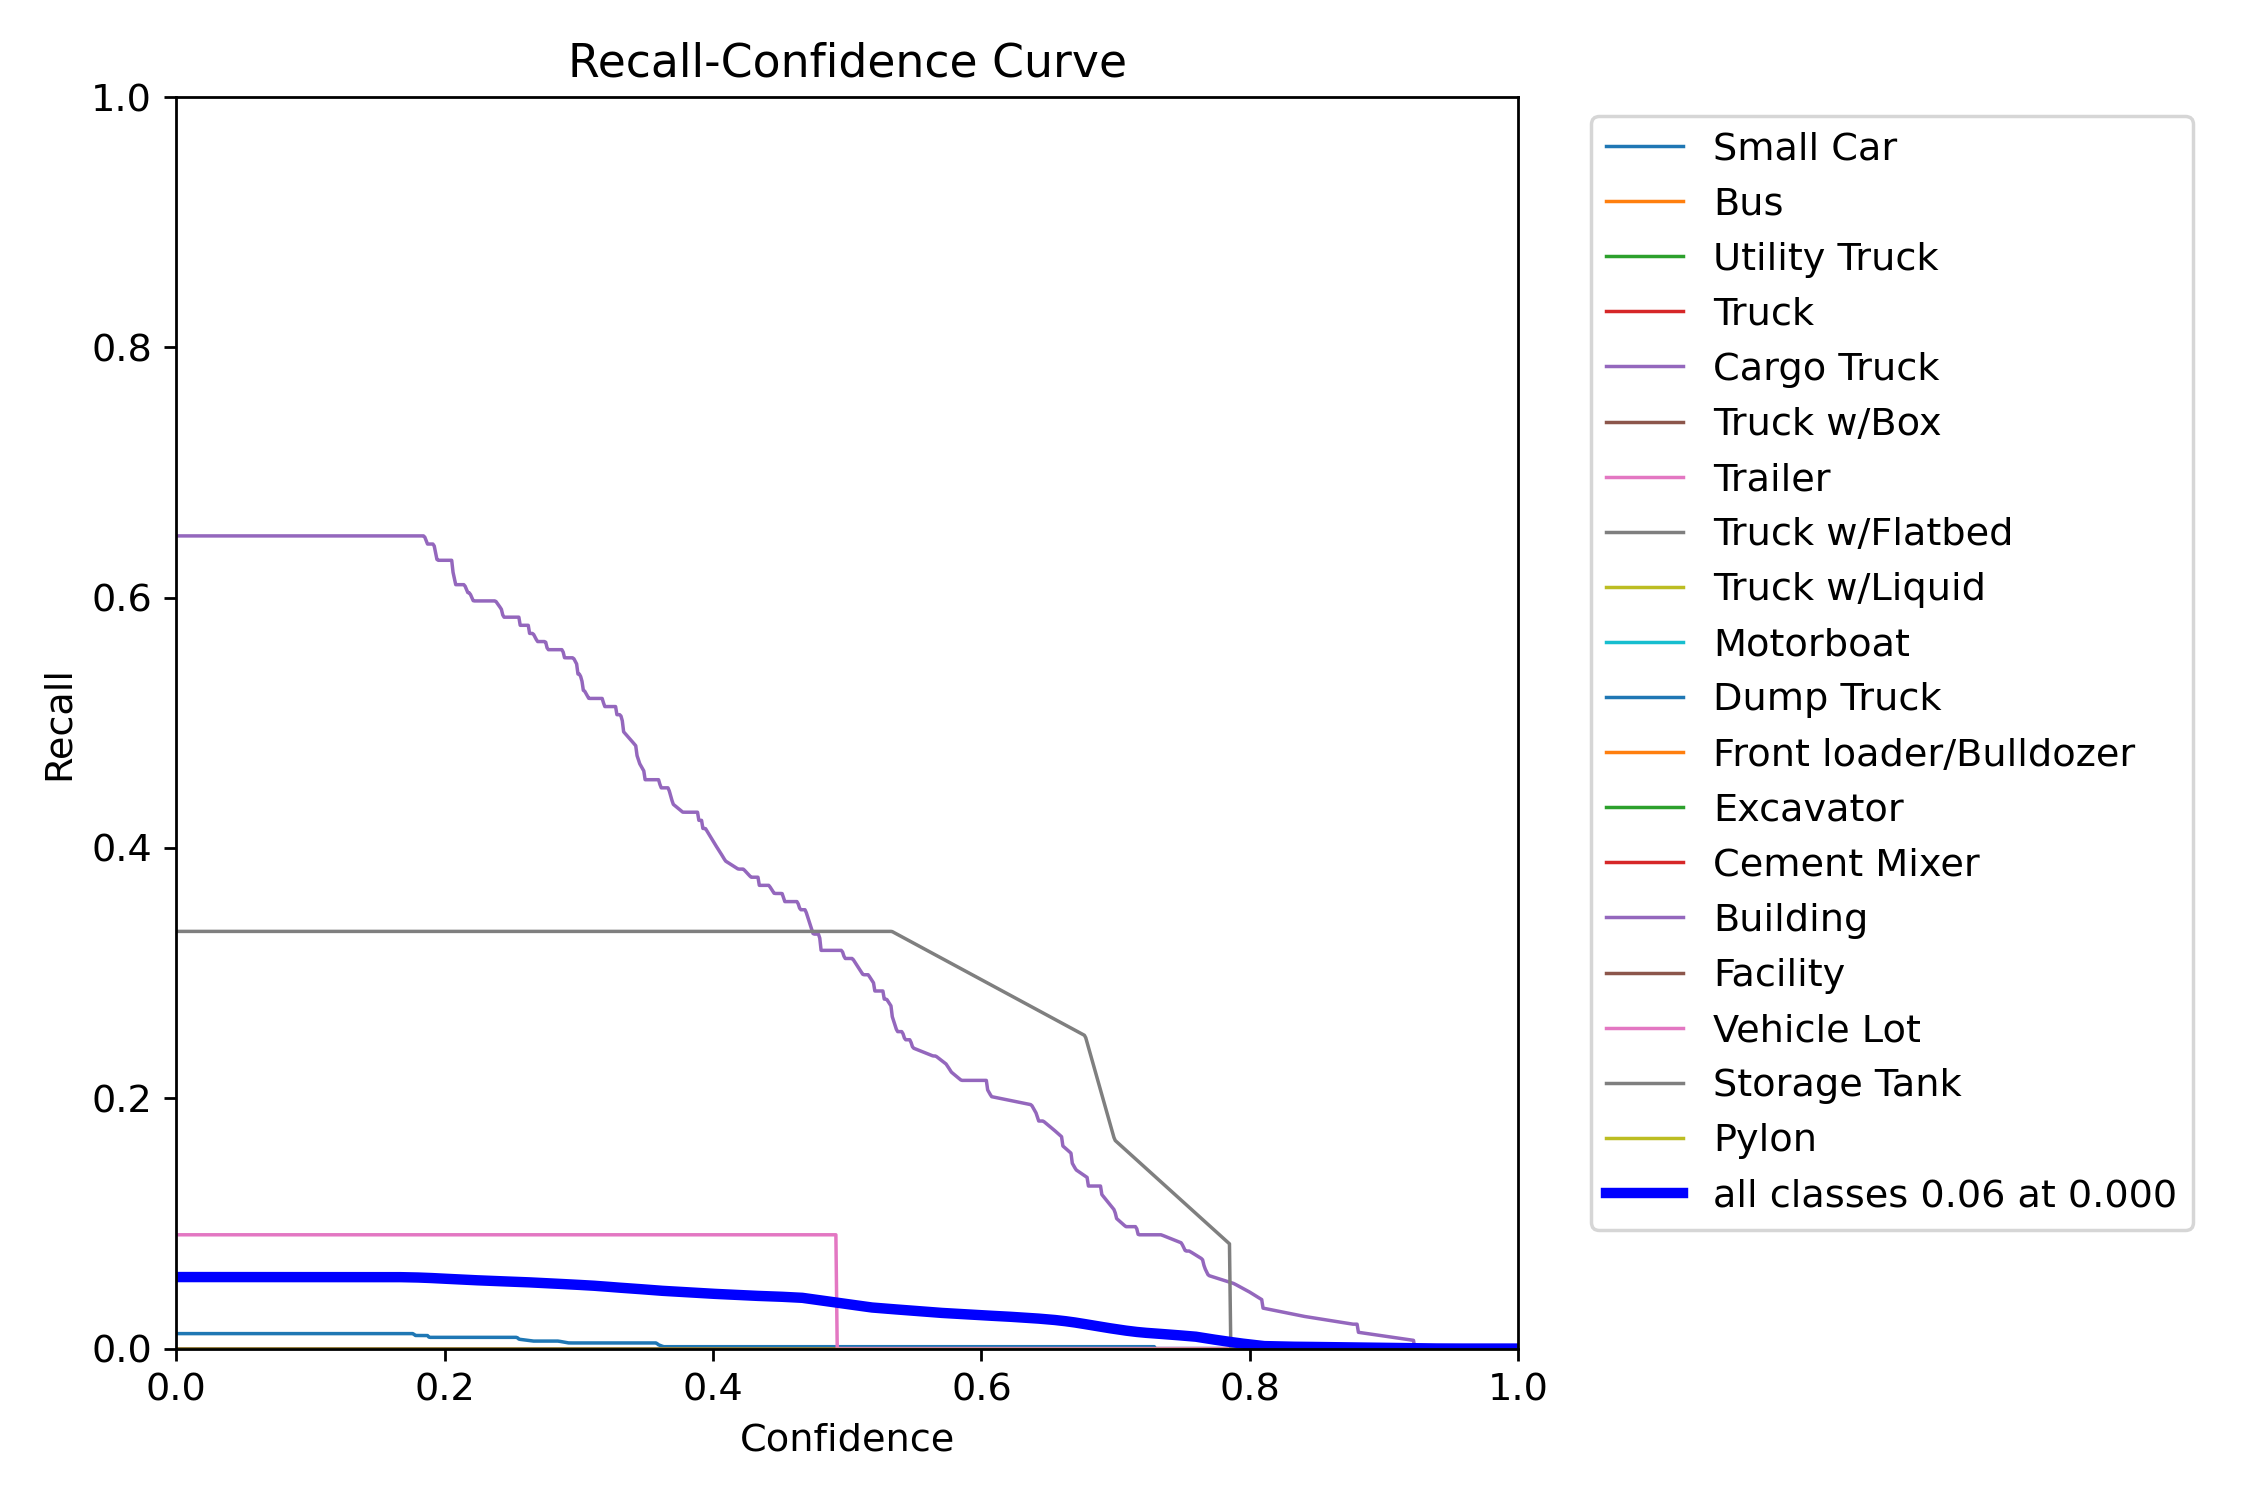 Recall-Confidence Curve
1.0
0.8
0.6
0.4
0.2
0.0
Recall
0.0 0.2 0.4 0.6 0.8 1.0
Confidence
Small Car
Bus
Utility Truck
Truck
Cargo Truck
Truck w/Box
Trailer
Truck w/Flatbed
Truck w/Liquid
Motorboat
Dump Truck
Front loader/Bulldozer
Excavator
Cement Mixer
Building
Facility
Vehicle Lot
Storage Tank
Pylon
all classes 0.06 at 0.000